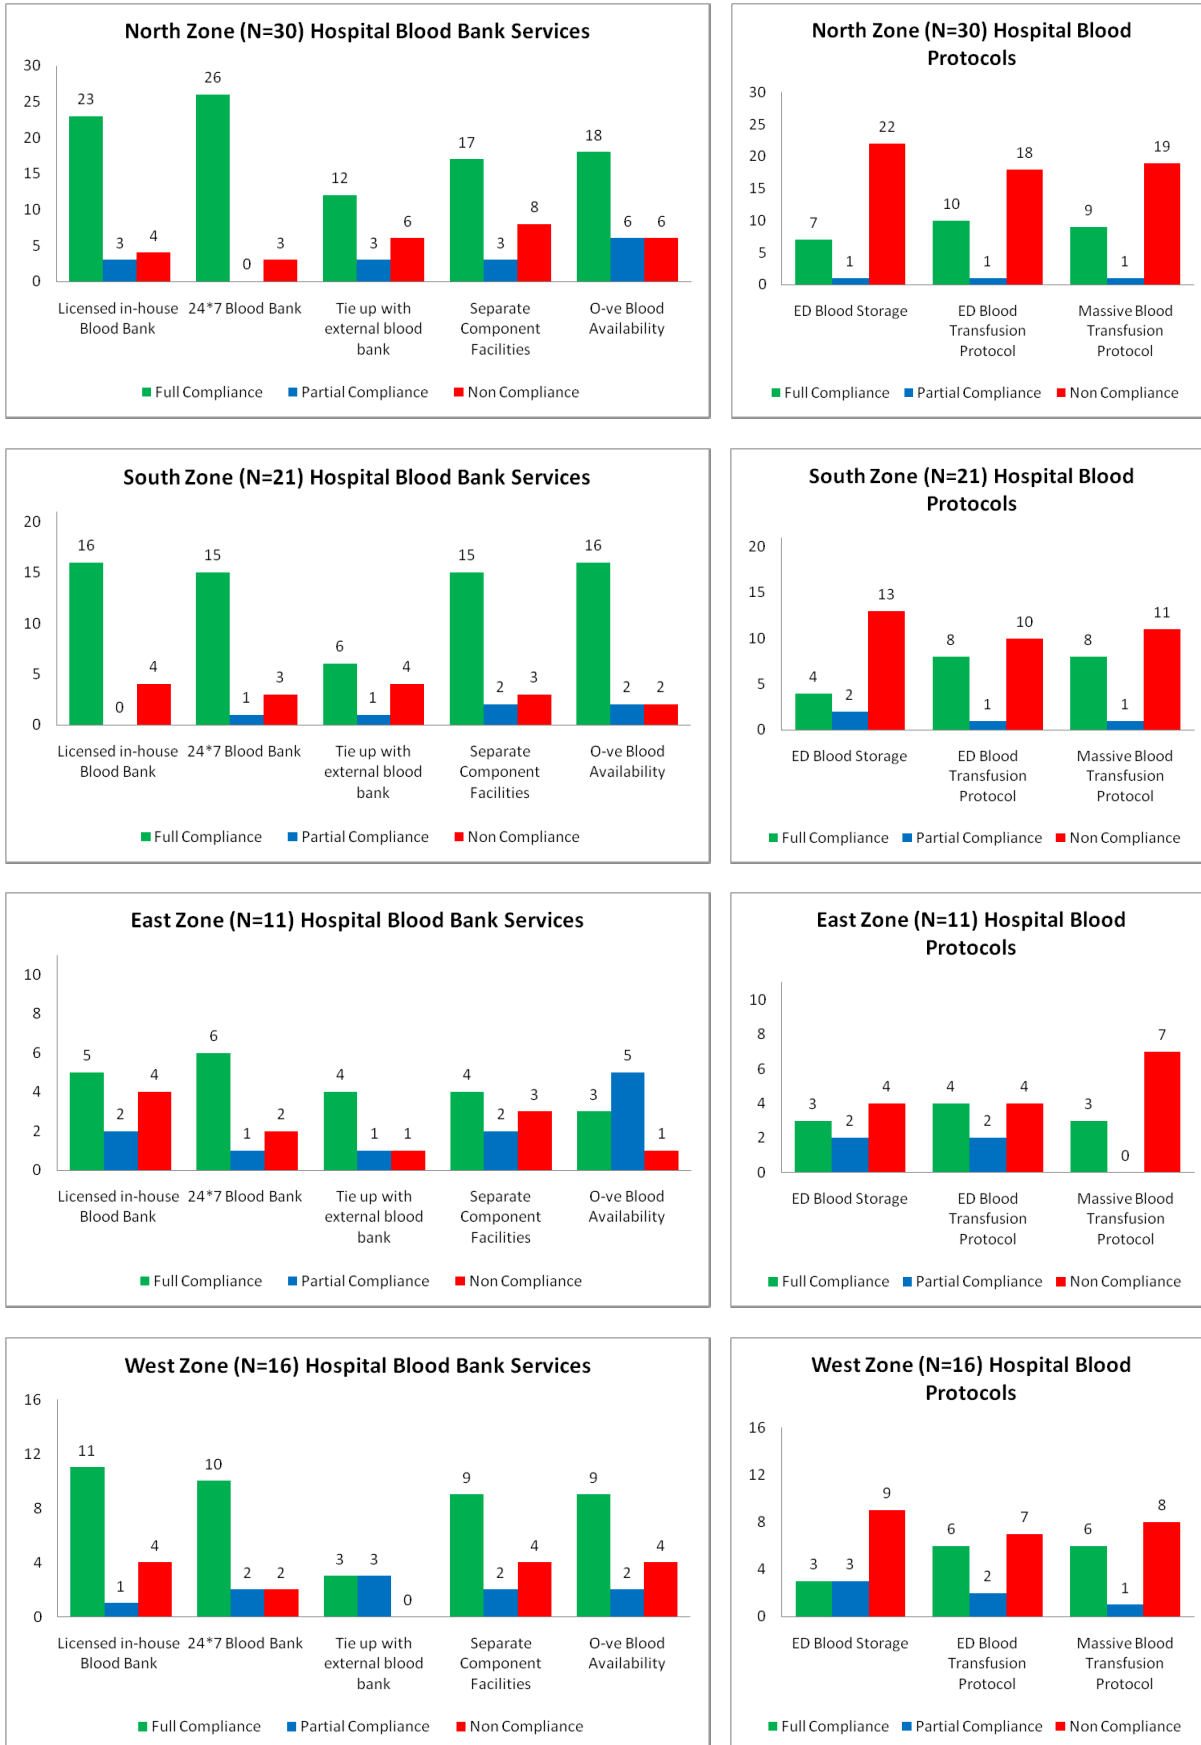 North Zone (N=30) Hospital Blood Bank Services
30
25
20
15
10
5
0
23
3
4
26
0
3
12
3
6
17
3
8
18
6
6
Licensed in-house
Blood Bank
24*7 Blood Bank
Tie up with
external blood
bank
Separate
Component
Facilities
O-ve Blood
Availability
Full Compliance Partial Compliance Non Compliance
North Zone (N=30) Hospital Blood
Protocols
30
25
20
15
10
5
0
7
1
22
10
1
18
9
1
19
ED Blood Storage
ED Blood
Transfusion
Protocol
Massive Blood
Transfusion
Protocol
Full Compliance Partial Compliance Non Compliance
South Zone (N=21) Hospital Blood Bank Services
20
15
10
5
0
16
0
4
15
1
3
6
1
4
15
2
3
16
2
2
Licensed in-house
Blood Bank
24*7 Blood Bank
Tie up with
external blood
bank
Separate
Component
Facilities
O-ve Blood
Availability
Full Compliance Partial Compliance Non Compliance
South Zone (N=21) Hospital Blood
Protocols
20
15
10
5
0
4
2
13
8
1
10
8
1
11
ED Blood Storage
ED Blood
Transfusion
Protocol
Massive Blood
Transfusion
Protocol
Full Compliance Partial Compliance Non Compliance
East Zone (N=11) Hospital Blood Bank Services
10
8
6
4
2
0
5
2
4
6
1
2
4
1
1
4
2
3
3
5
1
Licensed in-house
Blood Bank
24*7 Blood Bank
Tie up with
external blood
bank
Separate
Component
Facilities
O-ve Blood
Availability
Full Compliance Partial Compliance Non Compliance
East Zone (N=11) Hospital Blood
Protocols
10
8
6
4
2
0
3
2
4
4
2
4
3
0
7
ED Blood Storage
ED Blood
Transfusion
Protocol
Massive Blood
Transfusion
Protocol
Full Compliance Partial Compliance Non Compliance
West Zone (N=16) Hospital Blood Bank Services
16
12
8
4
0
11
1
4
10
2
2
3
3
0
9
2
4
9
2
4
Licensed in-house
Blood Bank
24*7 Blood Bank
Tie up with
external blood
bank
Separate
Component
Facilities
O-ve Blood
Availability
Full Compliance Partial Compliance Non Compliance
West Zone (N=16) Hospital Blood
Protocols
16
12
8
4
0
3
3
9
6
2
7
6
1
8
ED Blood Storage
ED Blood
Transfusion
Protocol
Massive Blood
Transfusion
Protocol
Full Compliance Partial Compliance Non Compliance